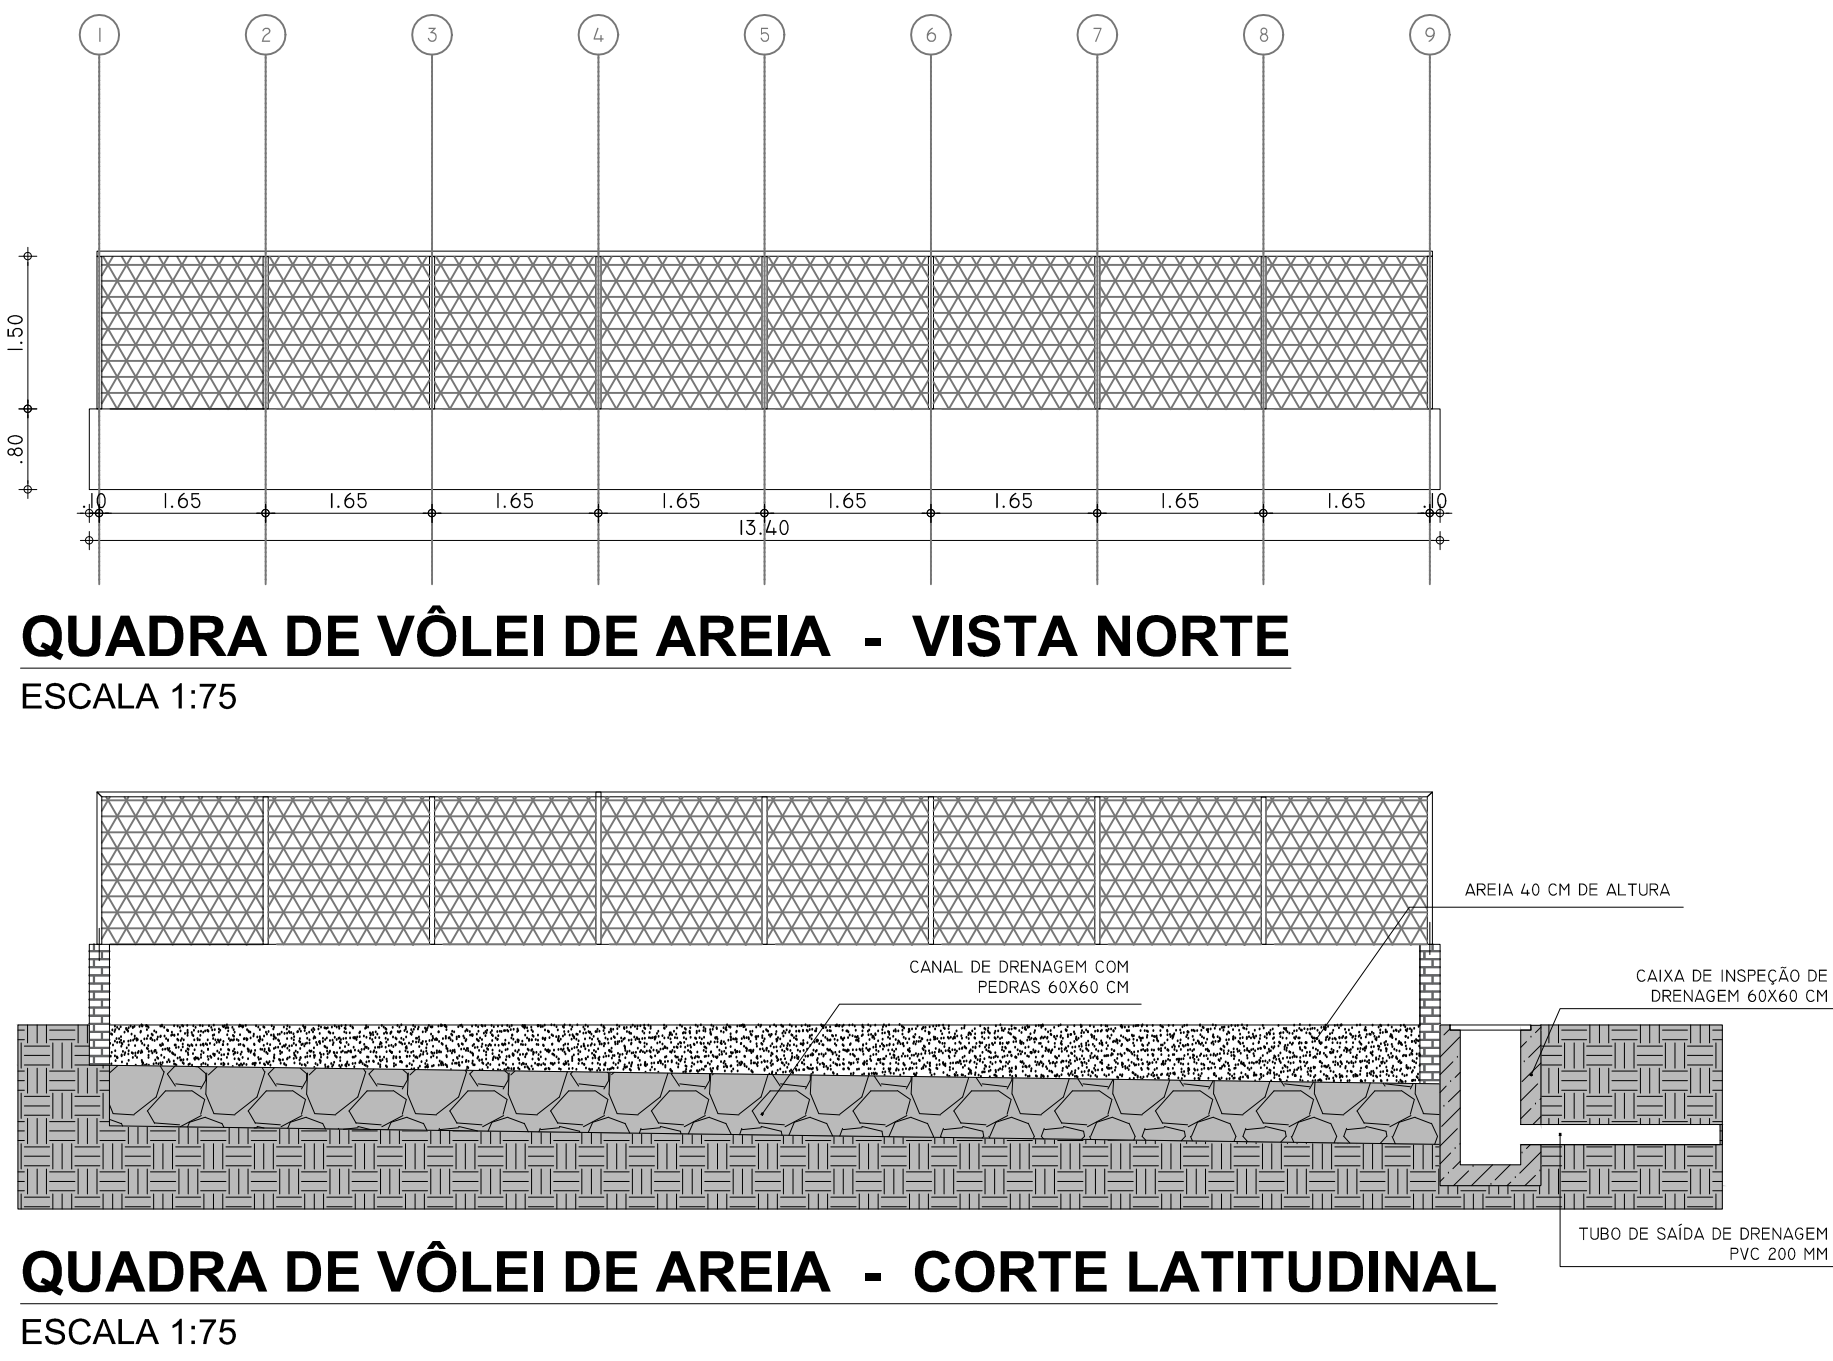 1 2 3 4 5 6 7 8 9
1.50
.80
.10 1.65 1.65 1.65 1.65 1.65 1.65 1.65 1.65 .10
13.40
QUADRA DE VÔLEI DE AREIA - VISTA NORTE
ESCALA 1:75
AREIA 40 CM DE ALTURA
CANAL DE DRENAGEM COM
PEDRAS 60X60 CM
CAIXA DE INSPEÇÃO DE
DRENAGEM 60X60 CM
TUBO DE SAÍDA DE DRENAGEM
PVC 200 MM
QUADRA DE VÔLEI DE AREIA - CORTE LATITUDINAL
ESCALA 1:75